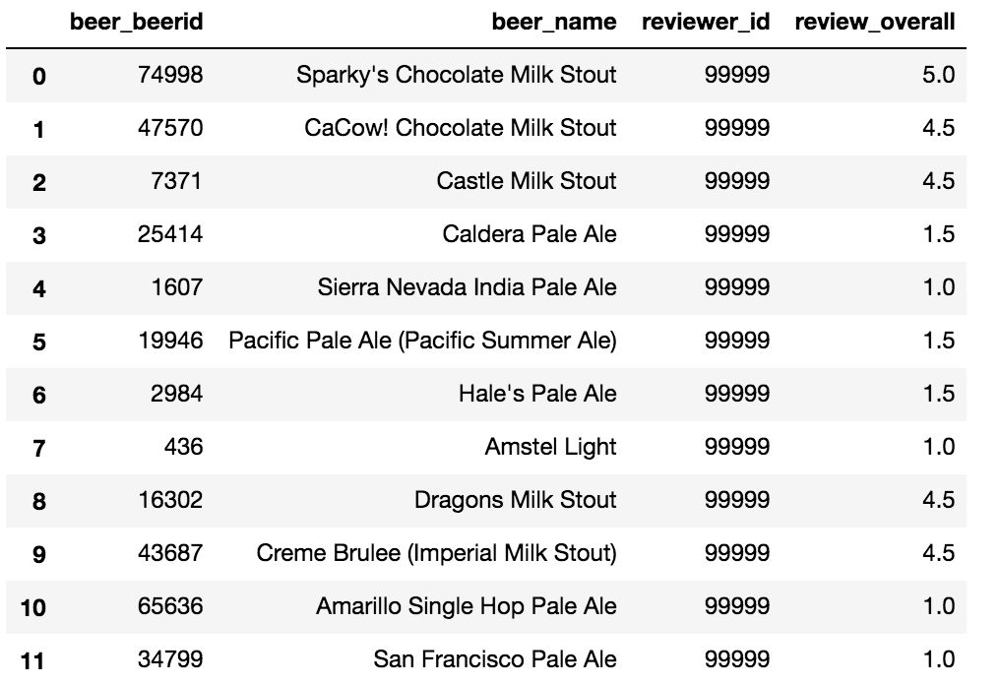 beer_beerid beer_name reviewer_id review_overall
0 74998 Sparky's Chocolate Milk Stout 99999 5.0
1 47570 CaCow! Chocolate Milk Stout 99999 4.5
2 7371 Castle Milk Stout 99999 4.5
3 25414 Caldera Pale Ale 99999 1.5
4 1607 Sierra Nevada India Pale Ale 99999 1.0
5 19946 Pacific Pale Ale (Pacific Summer Ale) 99999 1.5
6 2984 Hale's Pale Ale 99999 1.5
7 436 Amstel Light 99999 1.0
8 16302 Dragons Milk Stout 99999 4.5
9 43687 Creme Brulee (Imperial Milk Stout) 99999 4.5
10 65636 Amarillo Single Hop Pale Ale 99999 1.0
11 34799 San Francisco Pale Ale 99999 1.0